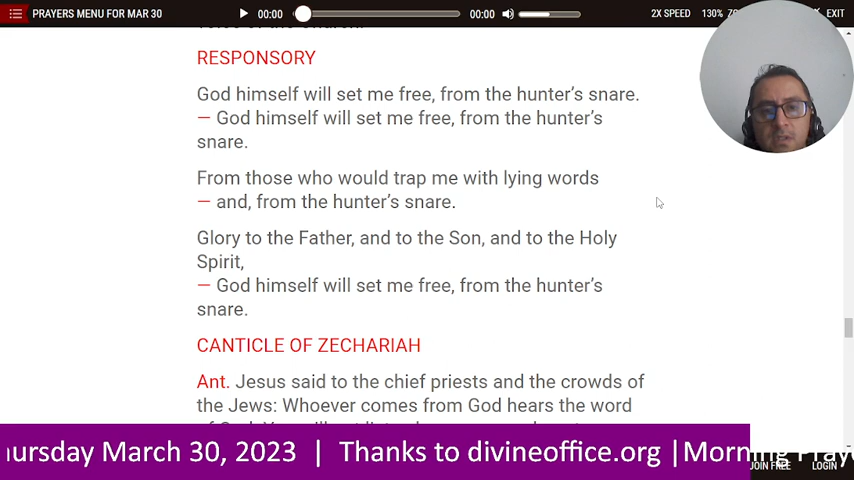 PRAYERS MENU FOR MAR 30 00:00 00:00 2X SPEED 130% EXIT
RESPONSORY
God himself will set me free, from the hunter's snare.
— God himself will set me free, from the hunter's
snare.
From those who would trap me with lying words
— and, from the hunter's snare.
Glory to the Father, and to the Son, and to the Holy
Spirit,
— God himself will set me free, from the hunter's
snare.
CANTICLE OF ZECHARIAH
Ant. Jesus said to the chief priests and the crowds of
the Jews: Whoever comes from God hears the word
March 30, 2023 | Thanks to divineoffice.org |Morning
JOIN FREE LOGIN